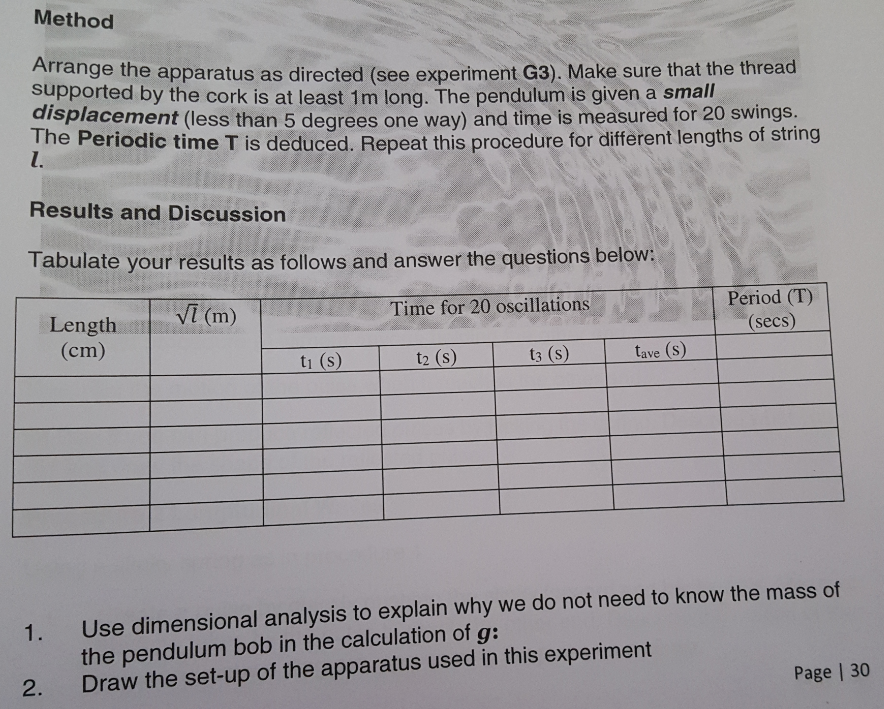 Method
Arrange the apparatus as directed (see experiment G3). Make sure that the thread
supported by the cork is at least 1m long. The pendulum is given a small
displacement (less than 5 degrees one way) and time is measured for 20 swings.
The Periodic time T is deduced. Repeat this procedure for different lengths of string
l.
Results and Discussion
Tabulate your results as follows and answer the questions below:
Length
(cm)
√l (m)
Time for 20 oscillations
Period (T)
(secs)
t₁ (s)
t₂ (s)
t₃ (s)
tₐᵥₑ (s)
1. Use dimensional analysis to explain why we do not need to know the mass of
the pendulum bob in the calculation of g:
2. Draw the set-up of the apparatus used in this experiment
Page | 30